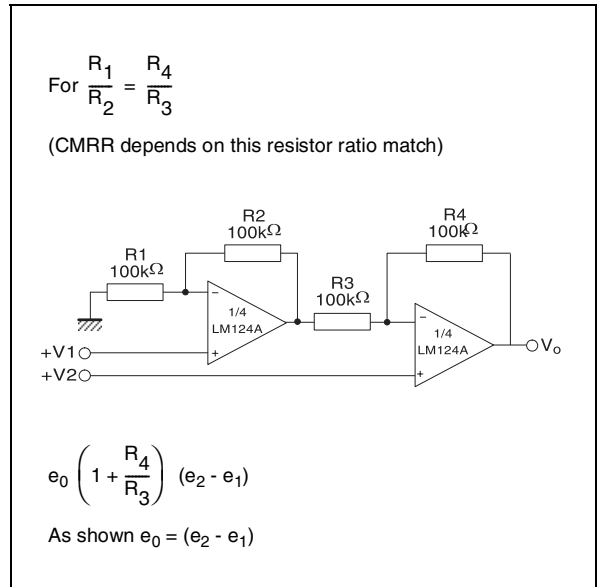 For R1/R2 = R4/R3
(CMRR depends on this resistor ratio match)
R2
100kΩ
R4
100kΩ
R1
100kΩ
R3
100kΩ
1/4
LM124A
1/4
LM124A
-
+
-
+
+V1
+V2
Vo
e0 (1 + R4/R3) (e2 - e1)
As shown e0 = (e2 - e1)